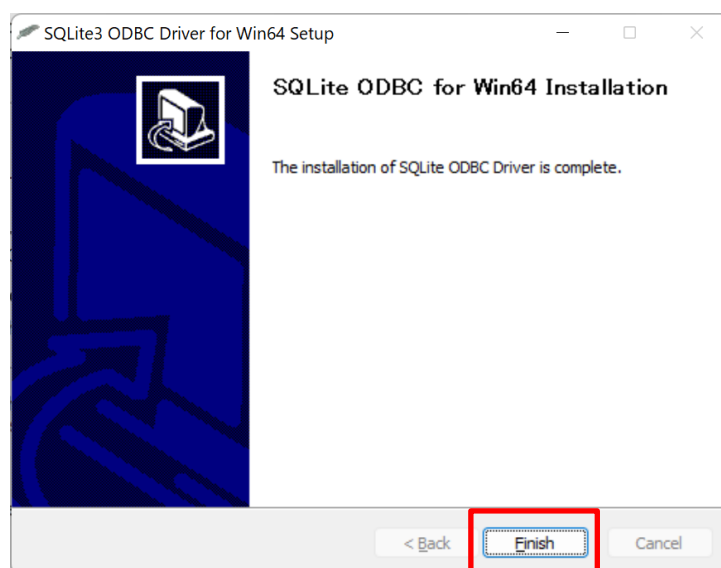 SQLite3 ODBC Driver for Win64 Setup
SQLite ODBC for Win64 Installation
The installation of SQLite ODBC Driver is complete.
< Back
Finish
Cancel